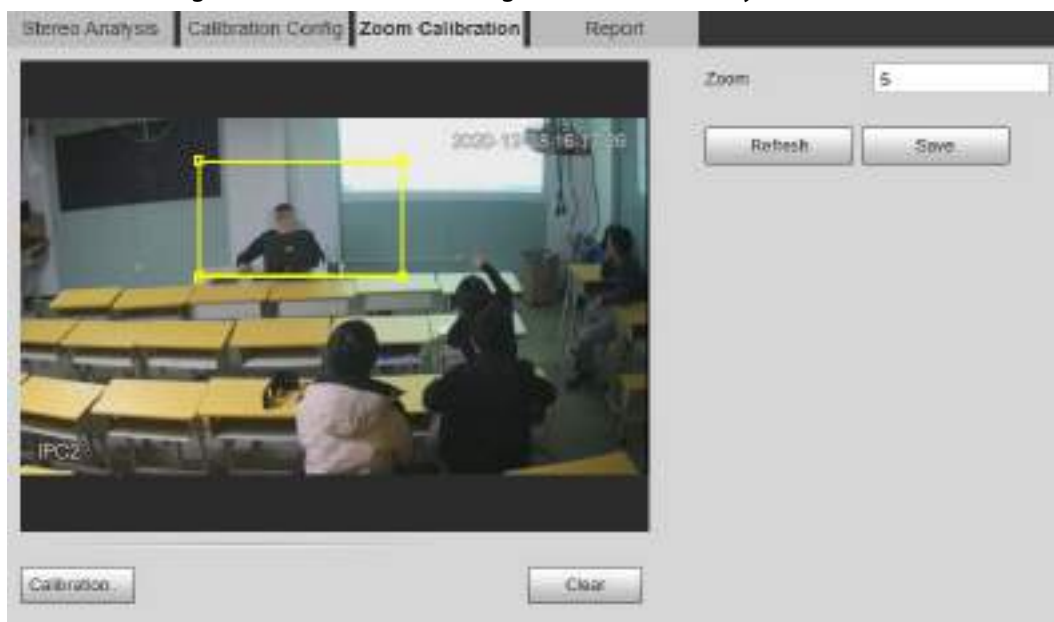 Stereo Analysis Calibration Config Zoom Calibration Report
Zoom 5
Refresh Save
IPC2
Calibration
Clear